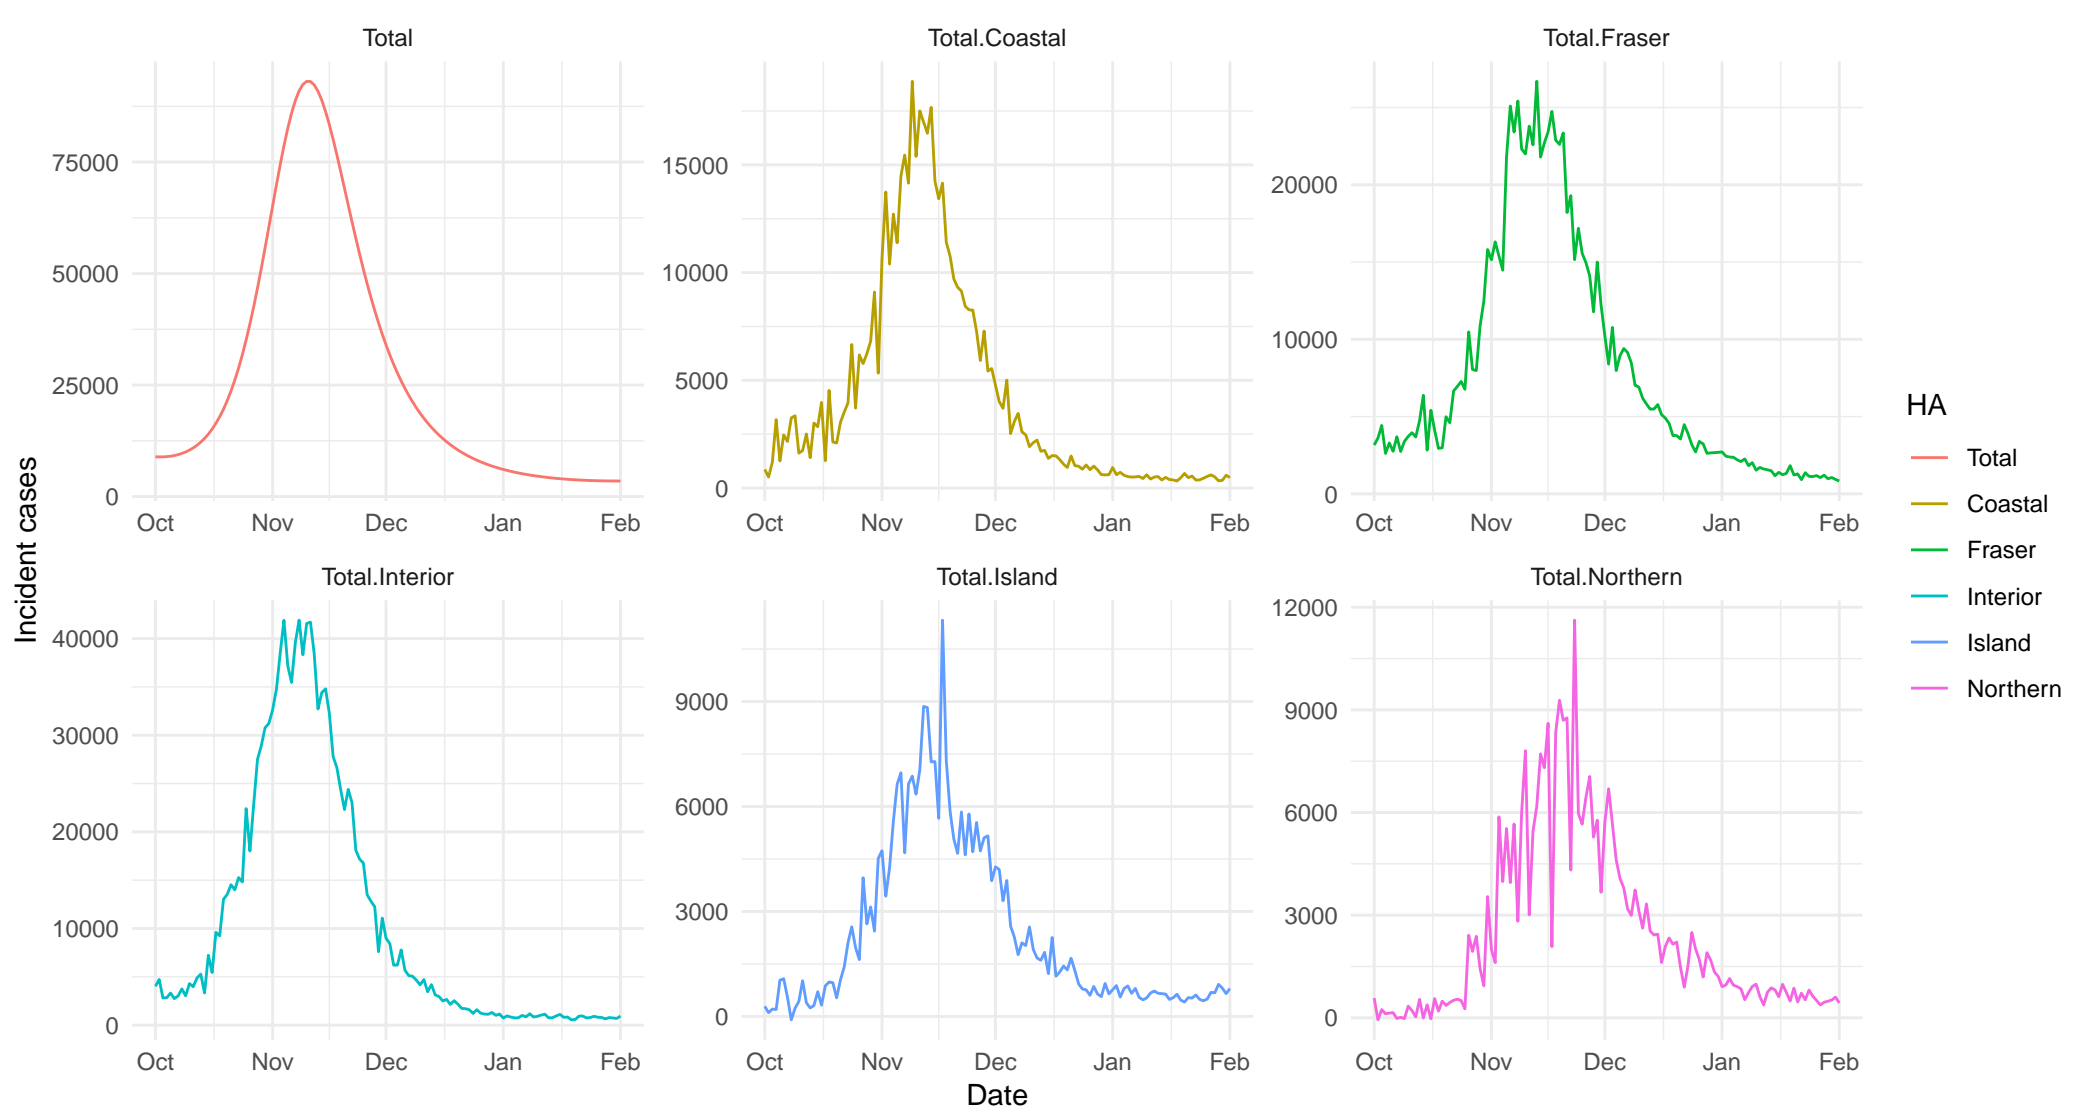 Total
Total.Coastal
Total.Fraser
75000
50000
25000
0
Oct Nov Dec Jan Feb
15000
10000
5000
0
Oct Nov Dec Jan Feb
20000
10000
0
Oct Nov Dec Jan Feb
Total.Interior
Total.Island
Total.Northern
40000
30000
20000
10000
0
Oct Nov Dec Jan Feb
9000
6000
3000
0
Oct Nov Dec Jan Feb
12000
9000
6000
3000
0
Oct Nov Dec Jan Feb
Incident cases
Date
HA
Total
Coastal
Fraser
Interior
Island
Northern